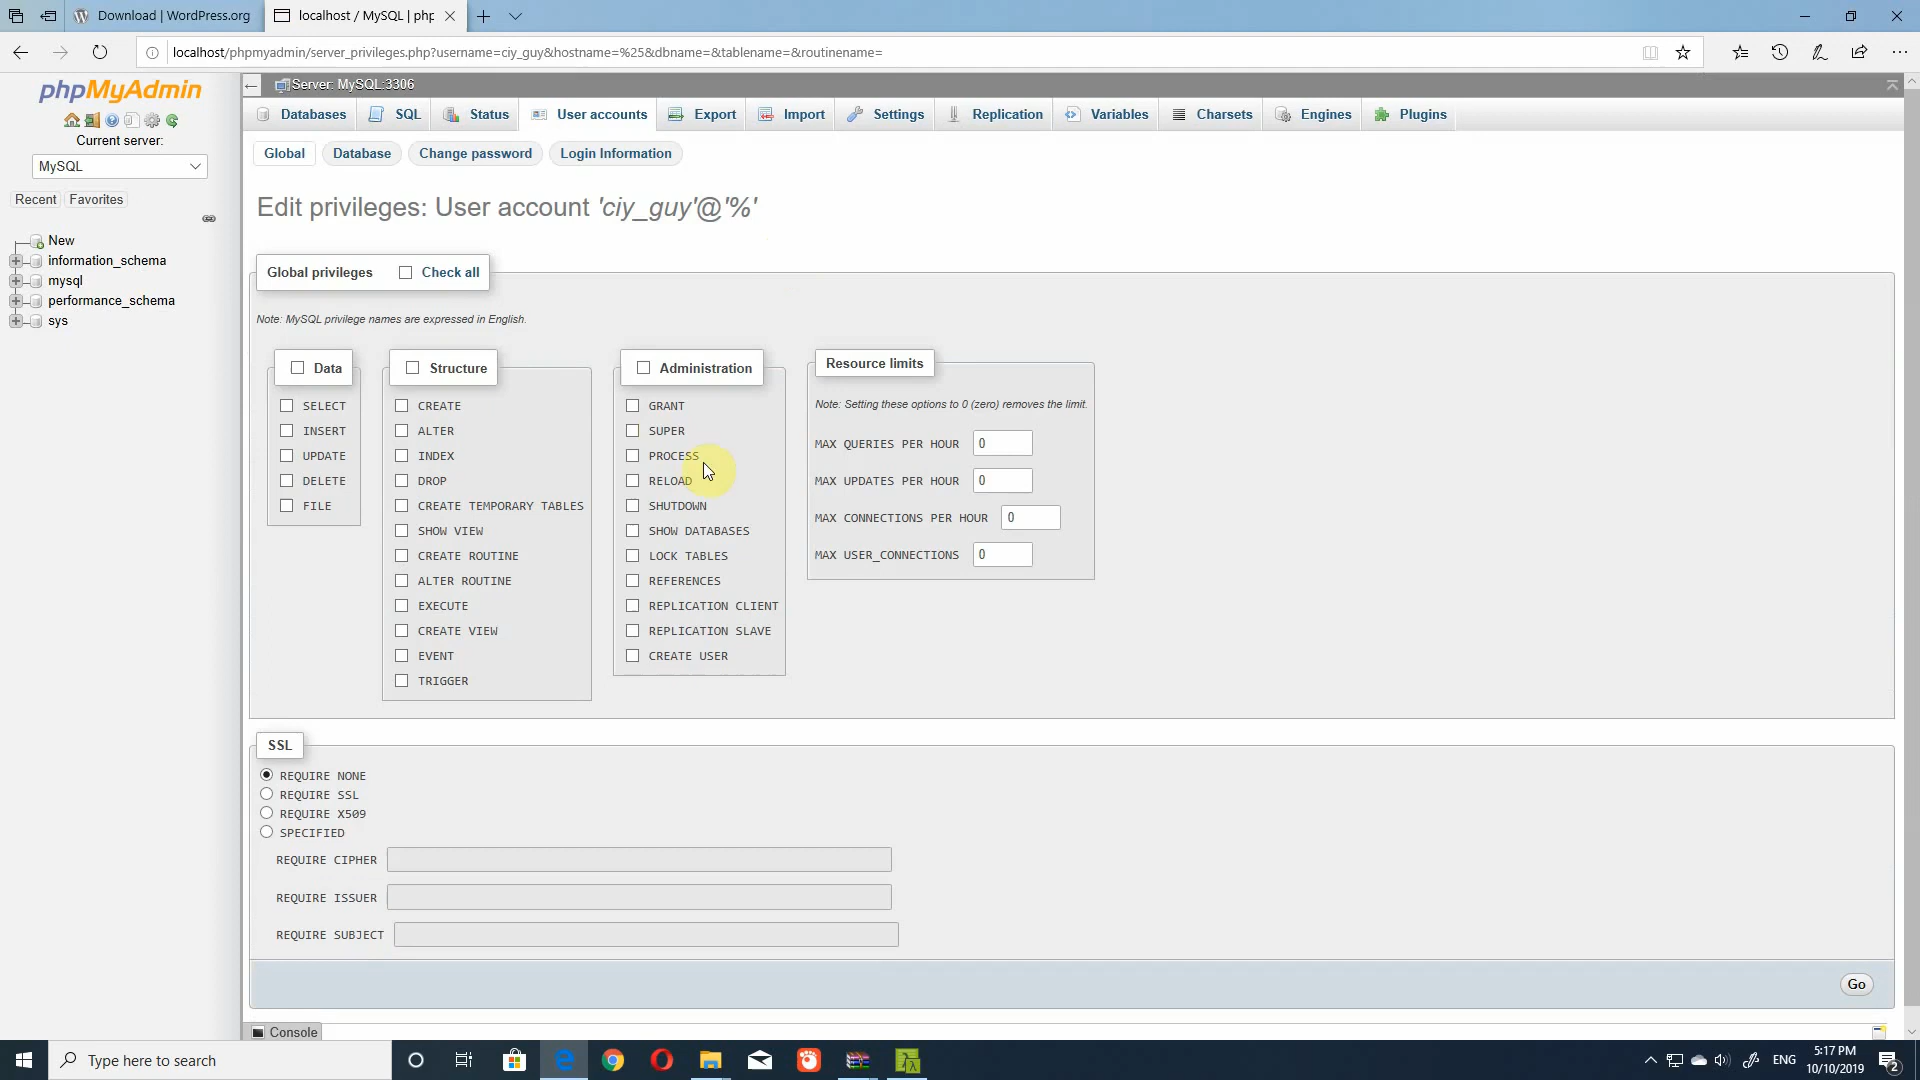 Download | WordPress.org
localhost / MySQL | php
localhost/phpmyadmin/server_privileges.php?username=ciy_guy&hostname=%25&dbname=&tablename=&routinename=
phpMyAdmin
Current server:
MySQL
Recent Favorites
New
information_schema
mysql
performance_schema
sys
Server: MySQL:3306
Databases SQL Status User accounts Export Import Settings Replication Variables Charsets Engines Plugins
Global Database Change password Login Information
Edit privileges: User account 'ciy_guy'@'%'
Global privileges Check all
Note: MySQL privilege names are expressed in English.
Data
SELECT
INSERT
UPDATE
DELETE
FILE
Structure
CREATE
ALTER
INDEX
DROP
CREATE TEMPORARY TABLES
SHOW VIEW
CREATE ROUTINE
ALTER ROUTINE
EXECUTE
CREATE VIEW
EVENT
TRIGGER
Administration
GRANT
SUPER
PROCESS
RELOAD
SHUTDOWN
SHOW DATABASES
LOCK TABLES
REFERENCES
REPLICATION CLIENT
REPLICATION SLAVE
CREATE USER
Resource limits
Note: Setting these options to 0 (zero) removes the limit.
MAX QUERIES PER HOUR 0
MAX UPDATES PER HOUR 0
MAX CONNECTIONS PER HOUR 0
MAX USER_CONNECTIONS 0
SSL
REQUIRE NONE
REQUIRE SSL
REQUIRE X509
SPECIFIED
REQUIRE CIPHER
REQUIRE ISSUER
REQUIRE SUBJECT
Go
Console
Type here to search
ENG
5:17 PM
10/10/2019
2